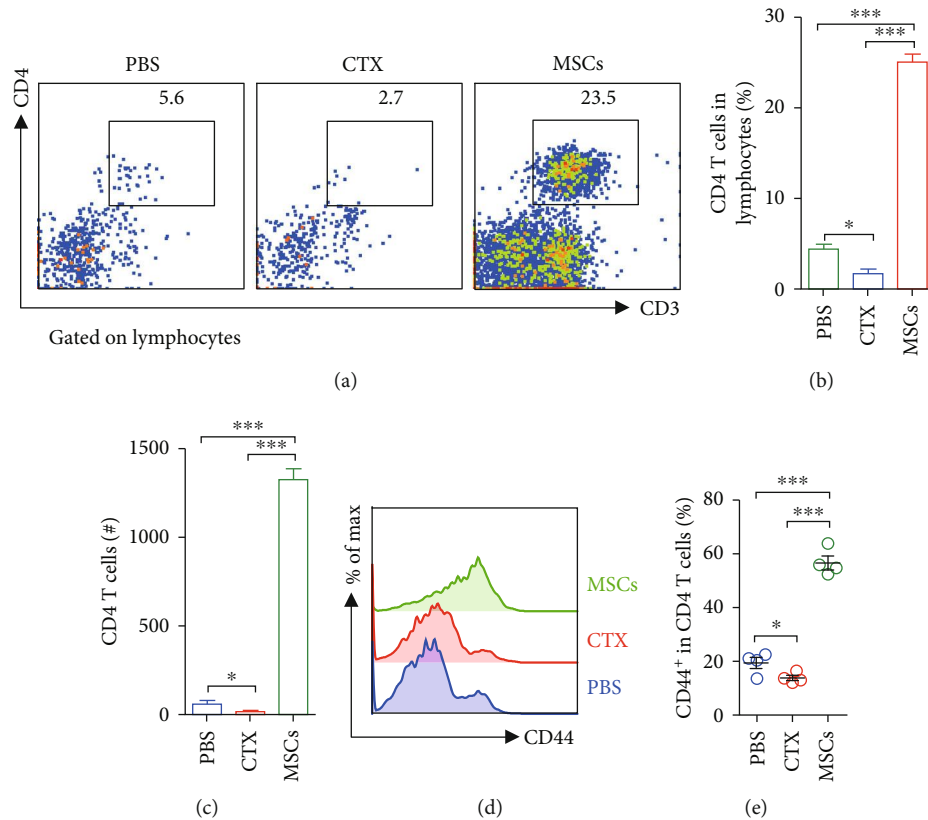 PBS
CTX
MSCs
CD4
5.6
2.7
23.5
CD3
Gated on lymphocytes
(a)
CD4 T cells in
lymphocytes (%)
30
20
10
0
***
***
*
PBS
CTX
MSCs
(b)
CD4 T cells (#)
1500
1000
500
0
***
***
*
PBS
CTX
MSCs
(c)
% of max
MSCs
CTX
PBS
CD44
(d)
CD44+ in CD4 T cells (%)
80
60
40
20
0
***
***
*
PBS
CTX
MSCs
(e)